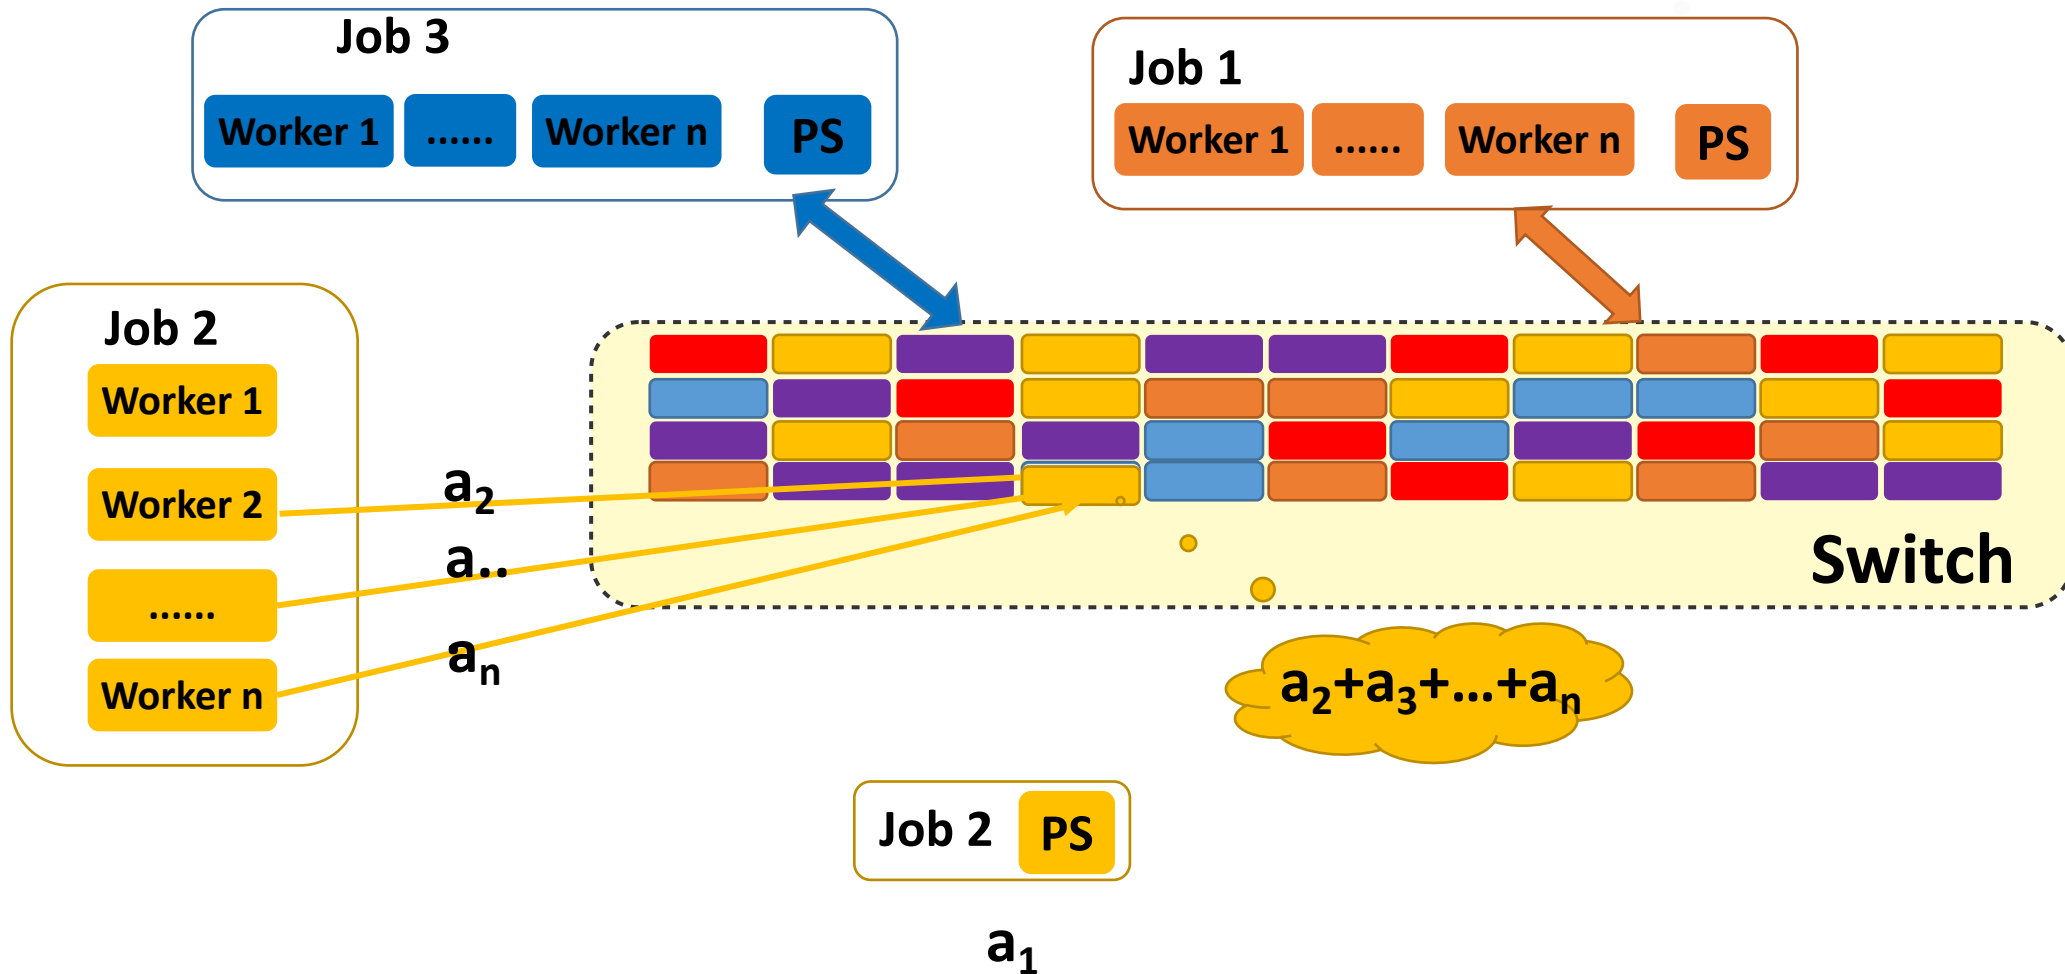 Job 3
Worker 1 ...... Worker n PS
Job 1
Worker 1 ...... Worker n PS
Job 2
Worker 1
Worker 2
......
Worker n
a₂
a..
aₙ
Switch
a₂+a₃+...+aₙ
Job 2 PS
a₁